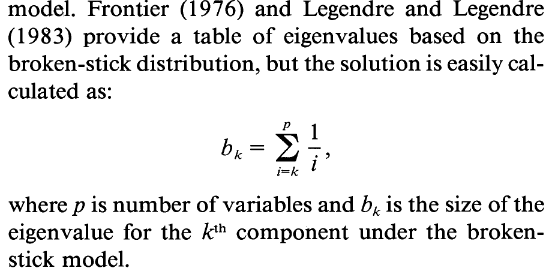 model. Frontier (1976) and Legendre and Legendre
(1983) provide a table of eigenvalues based on the
broken-stick distribution, but the solution is easily cal-
culated as:
b_k = \sum_{i=k}^{p} \frac{1}{i},
where p is number of variables and b_k is the size of the
eigenvalue for the k^th component under the broken-
stick model.